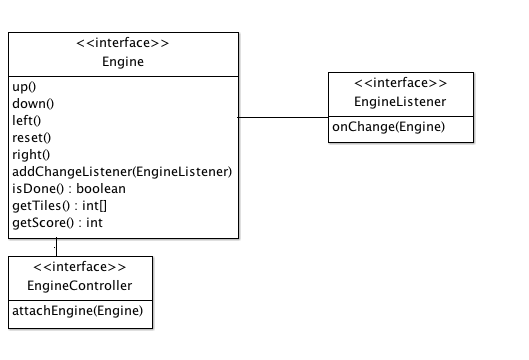 <<interface>>
Engine
up()
down()
left()
reset()
right()
addChangeListener(EngineListener)
isDone() : boolean
getTiles() : int[]
getScore() : int
<<interface>>
EngineListener
onChange(Engine)
<<interface>>
EngineController
attachEngine(Engine)